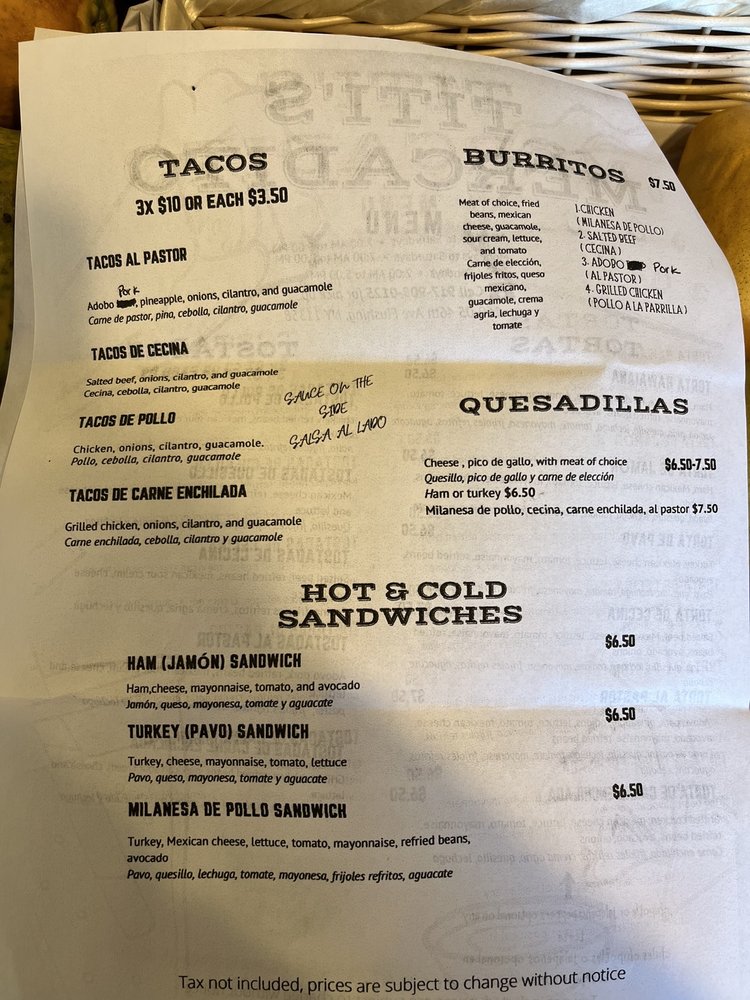 TACOS
3X $10 OR EACH $3.50
TACOS AL PASTOR
Pork
Adobo , pineapple, onions, cilantro, and guacamole
Carne de pastor, pina, cebolla, cilantro, guacamole
TACOS DE CECINA
Salted beef, onions, cilantro, and guacamole
Cecina, cebolla, cilantro, guacamole
SAUCE ON THE
SIDE
SALSA AL LADO
TACOS DE POLLO
Chicken, onions, cilantro, guacamole.
Pollo, cebolla, cilantro, guacamole
TACOS DE CARNE ENCHILADA
Grilled chicken, onions, cilantro, and guacamole
Carne enchilada, cebolla, cilantro y guacamole
BURRITOS
$7.50
Meat of choice, fried
beans, mexican
cheese, guacamole,
sour cream, lettuce,
and tomato
Carne de elección,
frijoles fritos, queso
mexicano,
guacamole, crema
agria, lechuga y
tomate
1.CHICKEN
(MILANESA DE POLLO)
2. SALTED BEEF
(CECINA)
3. ADOBO Pork
(AL PASTOR)
4. GRILLED CHICKEN
(POLLO A LA PARRILLA)
QUESADILLAS
Cheese , pico de gallo, with meat of choice $6.50-7.50
Quesillo, pico de gallo y carne de elección
Ham or turkey $6.50
Milanesa de pollo, cecina, carne enchilada, al pastor $7.50
HOT & COLD
SANDWICHES
HAM (JAMÓN) SANDWICH $6.50
Ham,cheese, mayonnaise, tomato, and avocado
Jamón, queso, mayonesa, tomate y aguacate
TURKEY (PAVO) SANDWICH $6.50
Turkey, cheese, mayonnaise, tomato, lettuce
Pavo, queso, mayonesa, tomate y aguacate
MILANESA DE POLLO SANDWICH $6.50
Turkey, Mexican cheese, lettuce, tomato, mayonnaise, refried beans,
avocado
Pavo, quesillo, lechuga, tomate, mayonesa, frijoles refritos, aguacate
Tax not included, prices are subject to change without notice